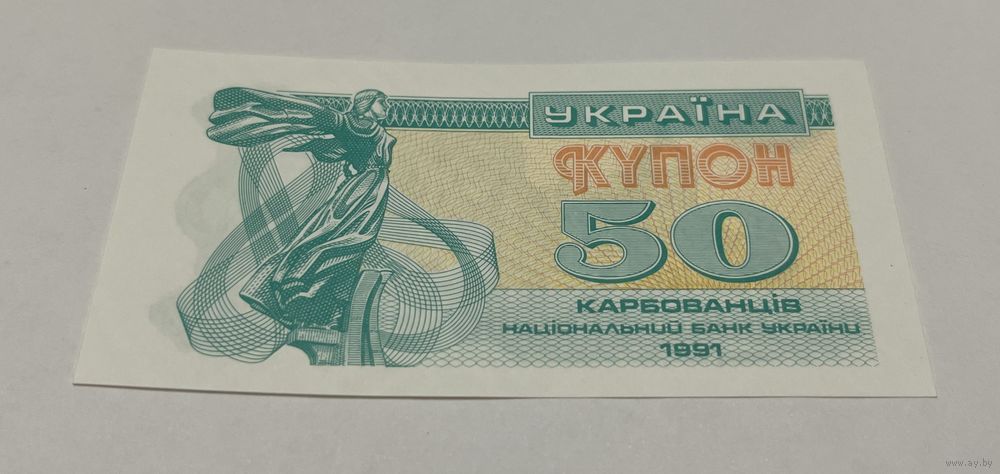 УКРАЇНА
КУПОН
50
КАРБОВАНЦІВ
НАЦІОНАЛЬНИЙ БАНК УКРАЇНИ
1991
www.ay.by